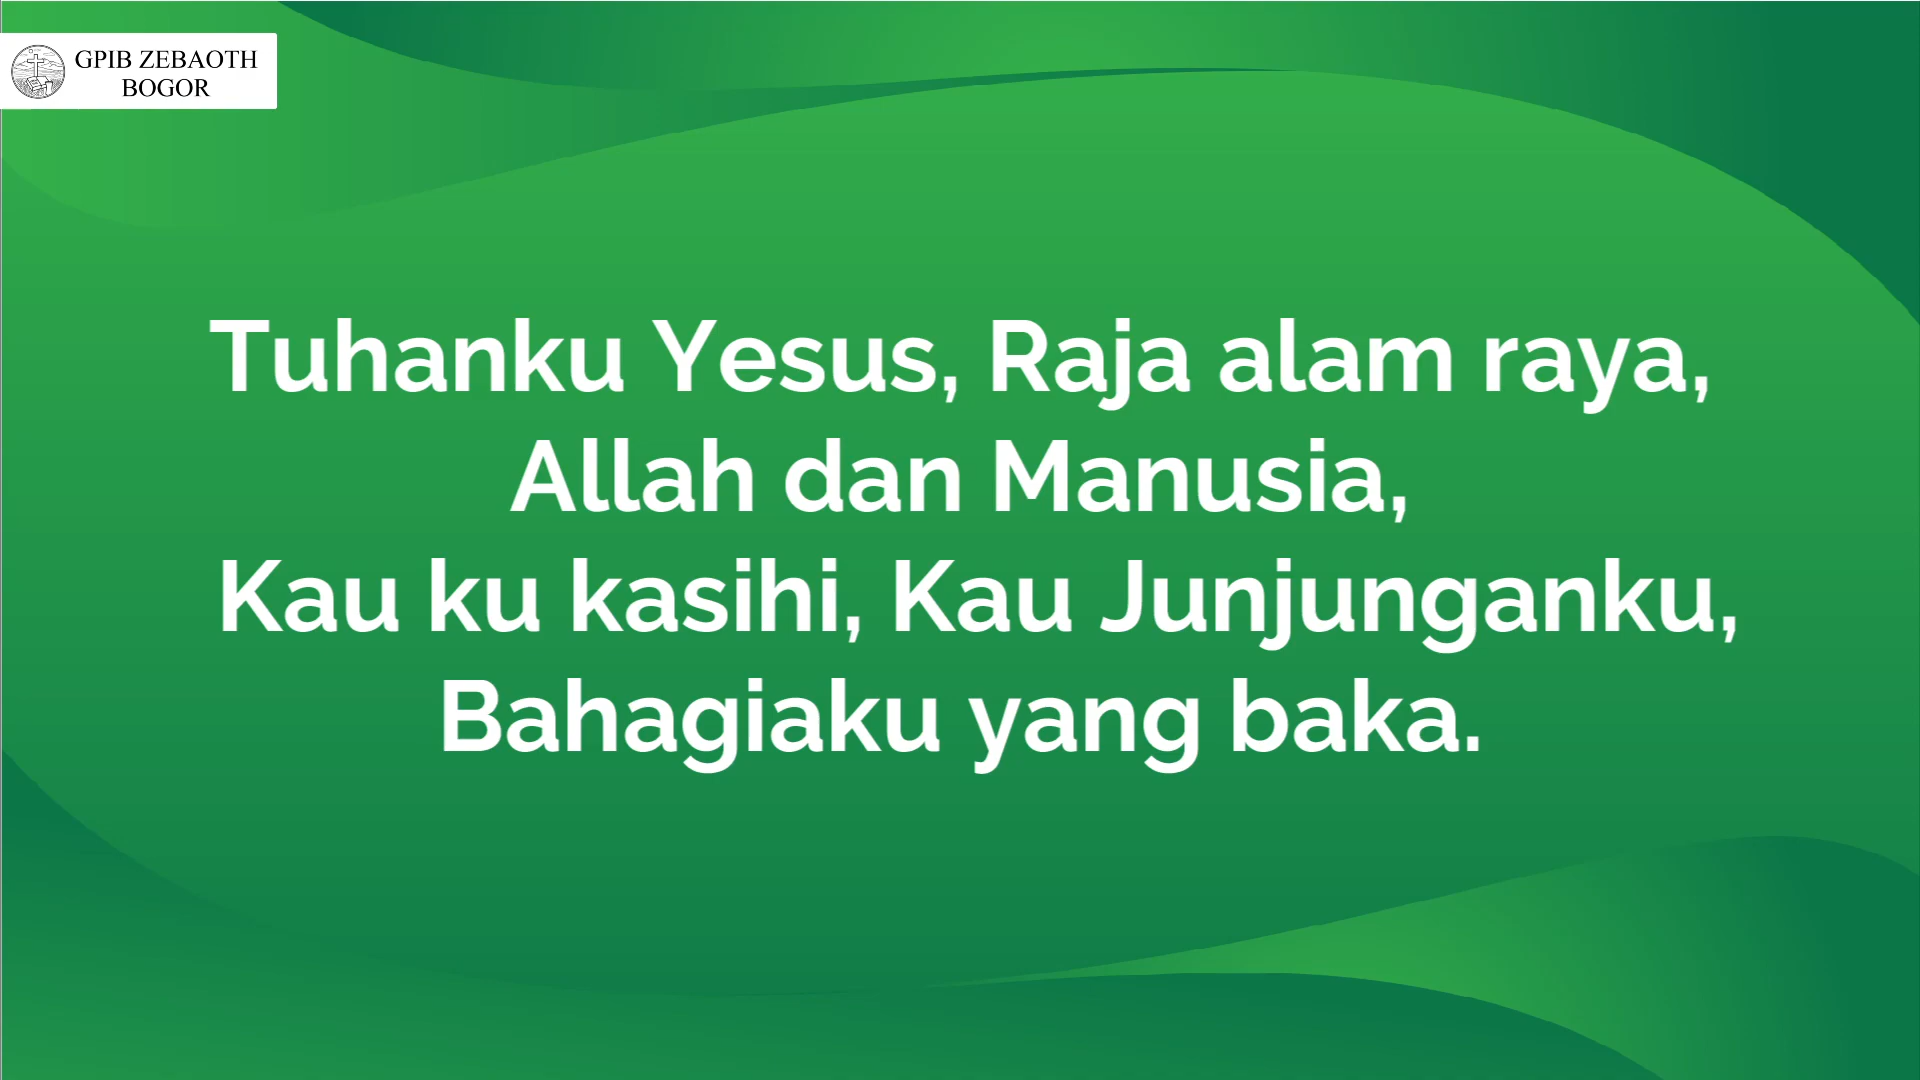 GPIB ZEBAOTH
BOGOR
Tuhanku Yesus, Raja alam raya,
Allah dan Manusia,
Kau ku kasihi, Kau Junjunganku,
Bahagiaku yang baka.